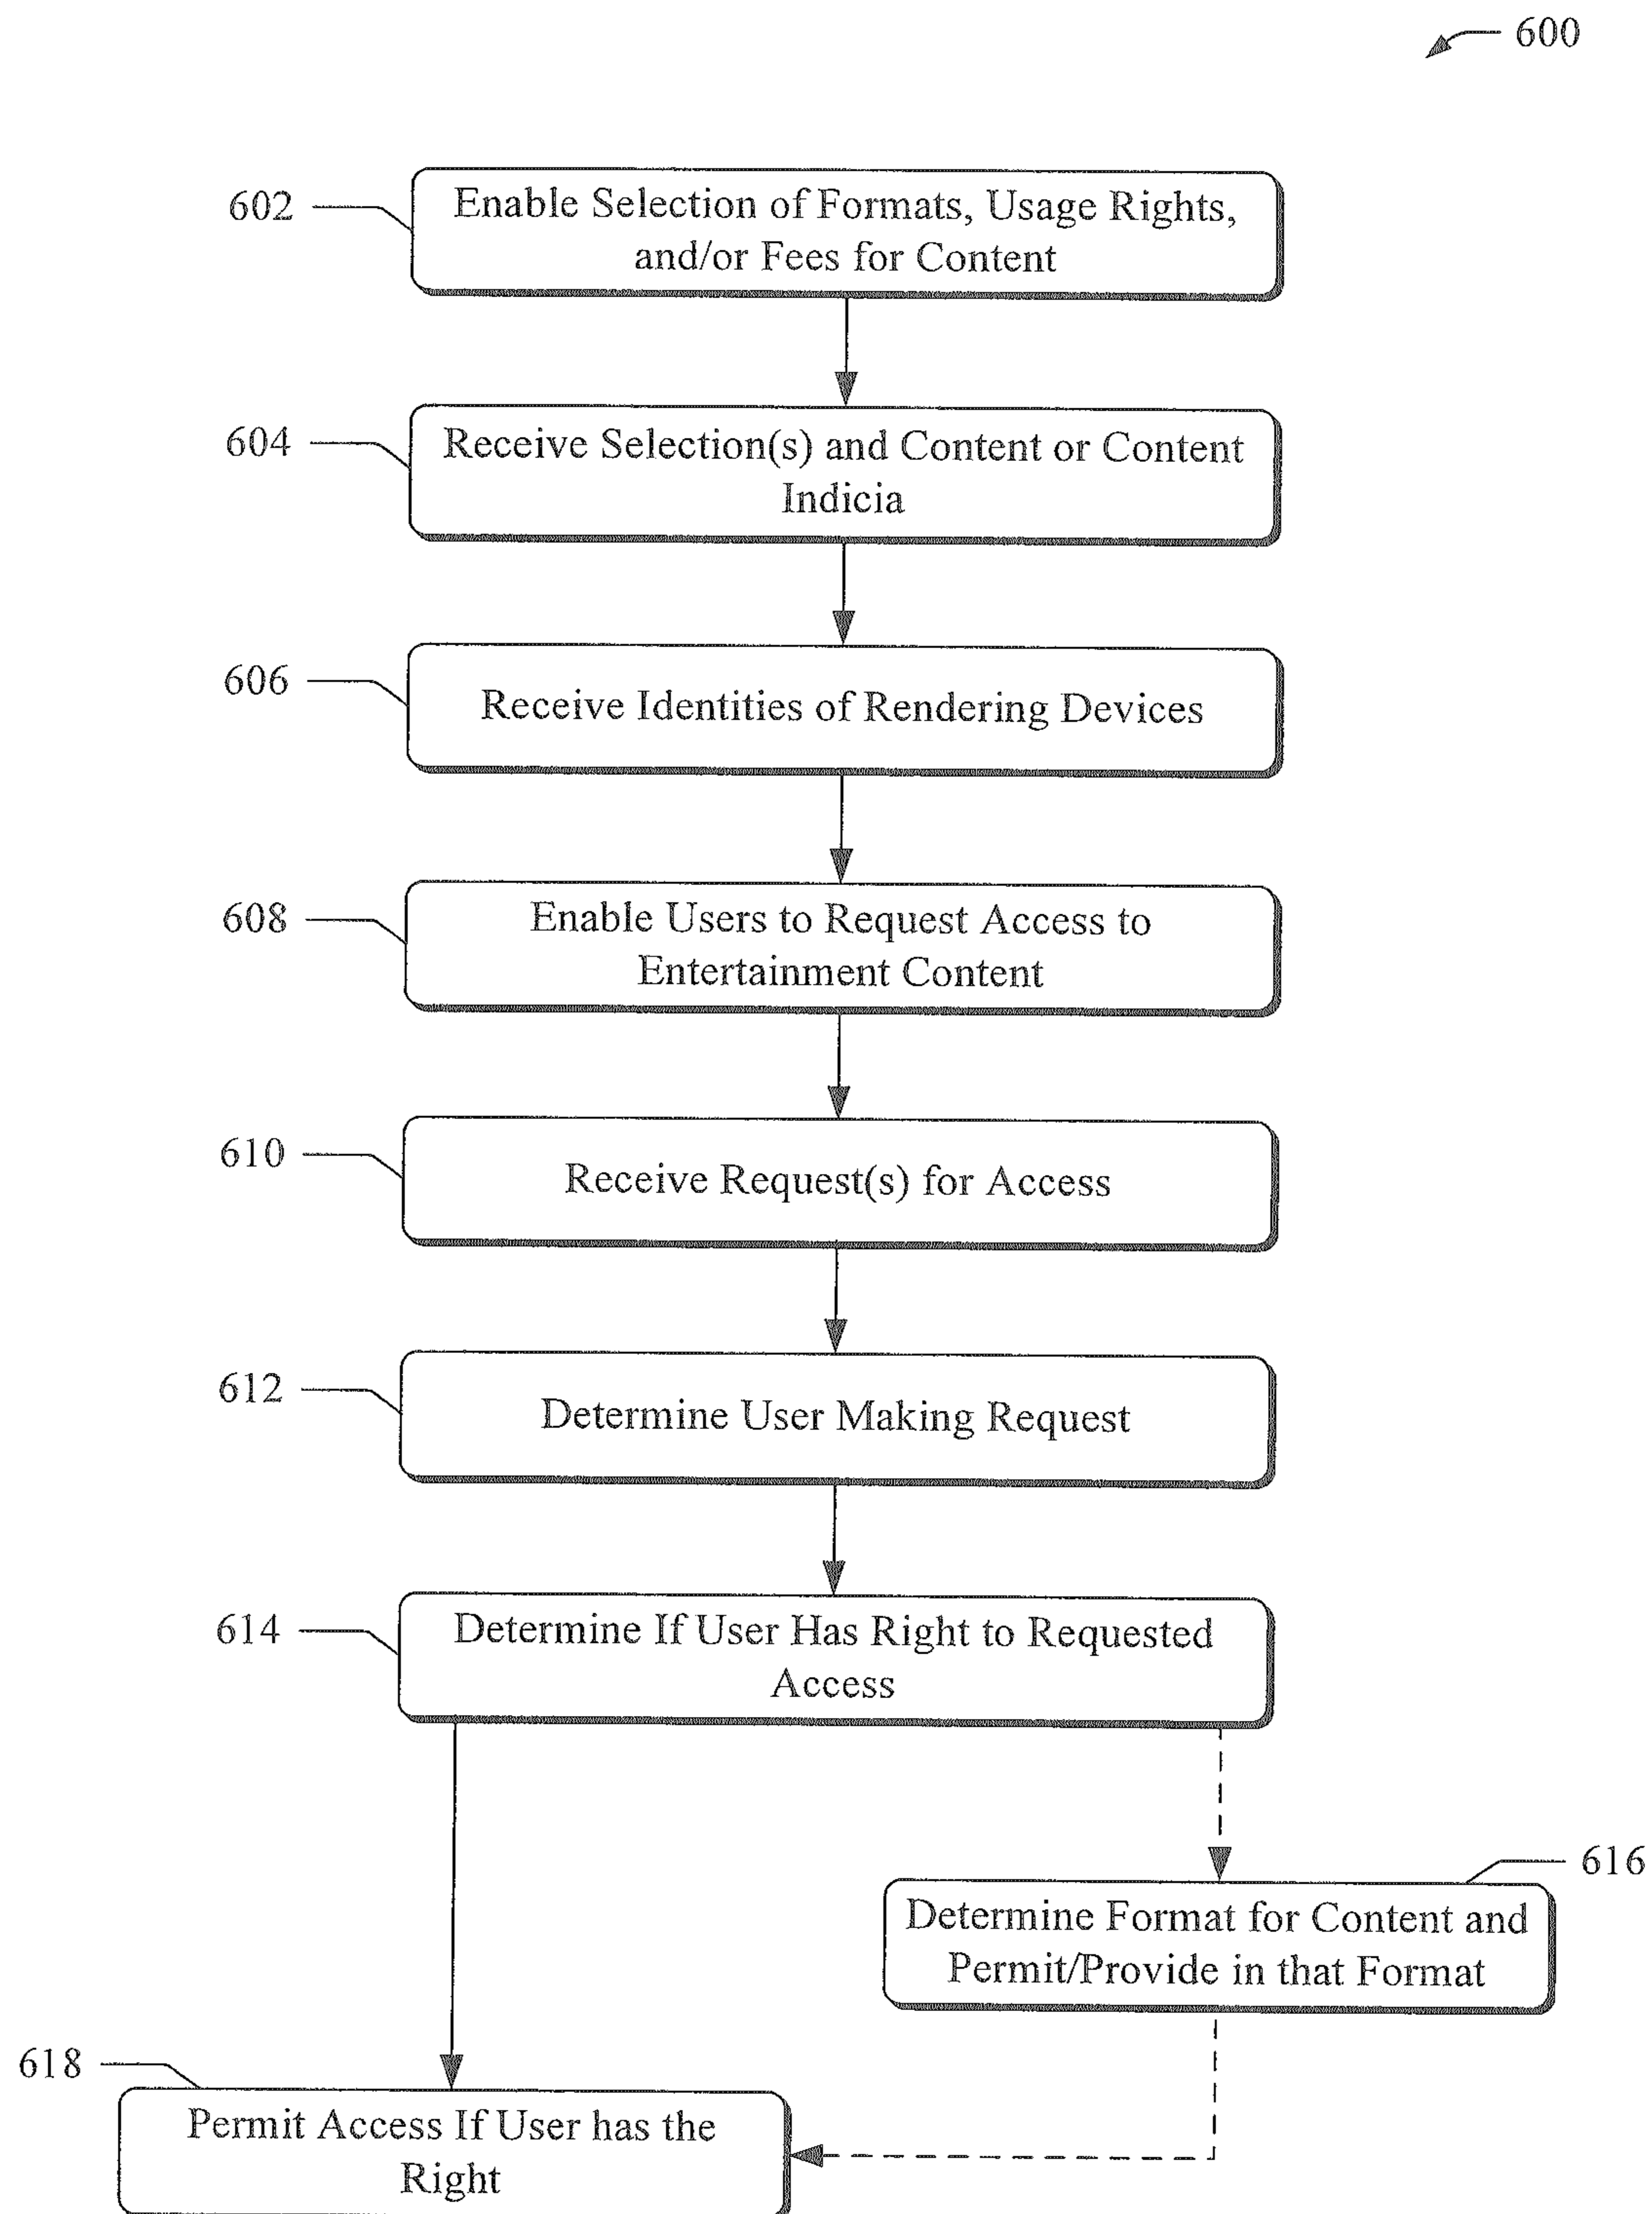 600
602
Enable Selection of Formats, Usage Rights,
and/or Fees for Content
604
Receive Selection(s) and Content or Content
Indicia
606
Receive Identities of Rendering Devices
608
Enable Users to Request Access to
Entertainment Content
610
Receive Request(s) for Access
612
Determine User Making Request
614
Determine If User Has Right to Requested
Access
616
Determine Format for Content and
Permit/Provide in that Format
618
Permit Access If User has the
Right